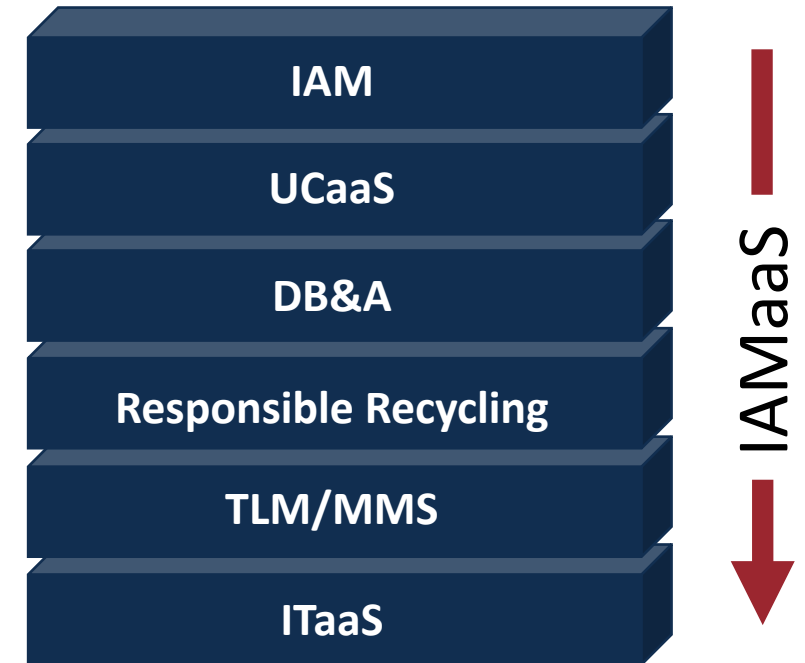 IAM
UCaaS
DB&A
Responsible Recycling
TLM/MMS
ITaaS
IAMaaS